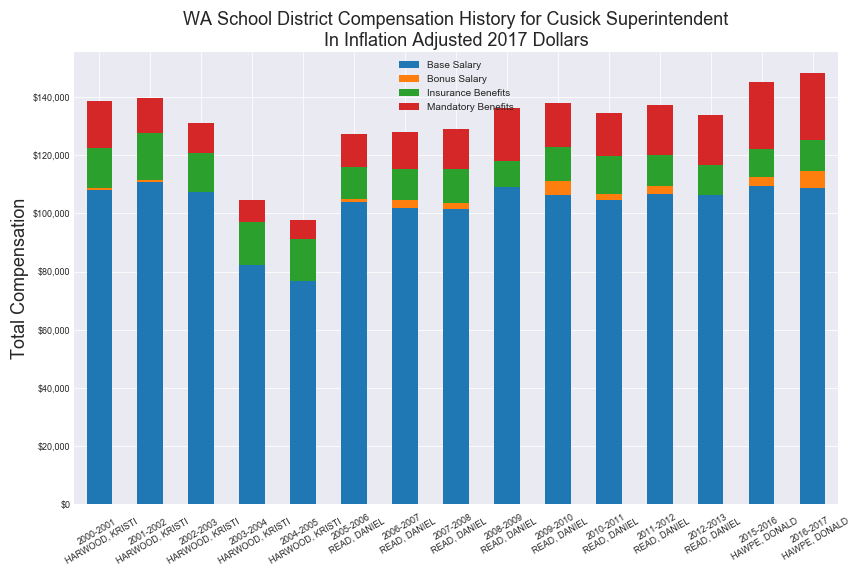 WA School District Compensation History for Cusick Superintendent
In Inflation Adjusted 2017 Dollars
Base Salary
Bonus Salary
Insurance Benefits
Mandatory Benefits
Total Compensation
$140,000
$120,000
$100,000
$80,000
$60,000
$40,000
$20,000
$0
2000-2001
HARWOOD, KRISTI
2001-2002
HARWOOD, KRISTI
2002-2003
HARWOOD, KRISTI
2003-2004
HARWOOD, KRISTI
2004-2005
HARWOOD, KRISTI
2005-2006
READ, DANIEL
2006-2007
READ, DANIEL
2007-2008
READ, DANIEL
2008-2009
READ, DANIEL
2009-2010
READ, DANIEL
2010-2011
READ, DANIEL
2011-2012
READ, DANIEL
2012-2013
READ, DANIEL
2015-2016
HAWPE, DONALD
2016-2017
HAWPE, DONALD